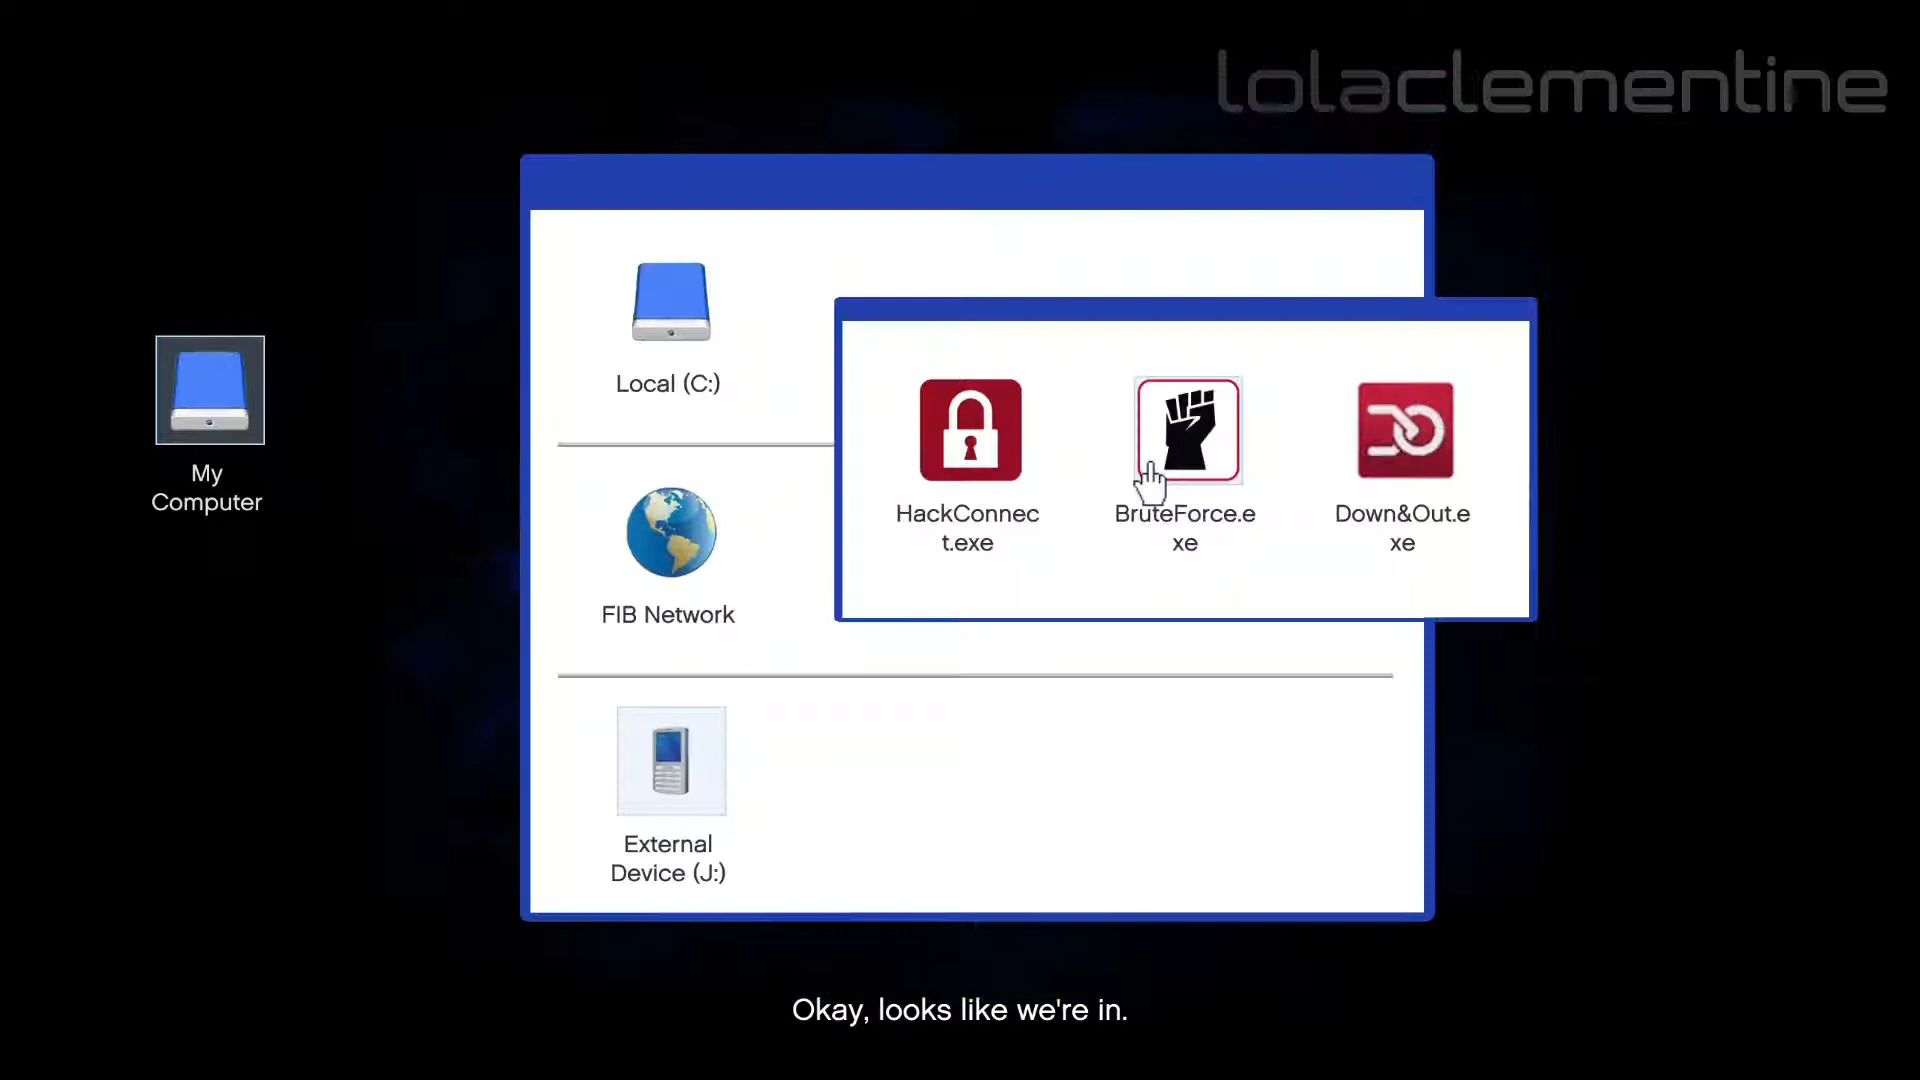 lolaclementine
Local (C:)
My
Computer
HackConnec
t.exe
BruteForce.e
xe
Down&Out.e
xe
FIB Network
External
Device (J:)
Okay, looks like we're in.